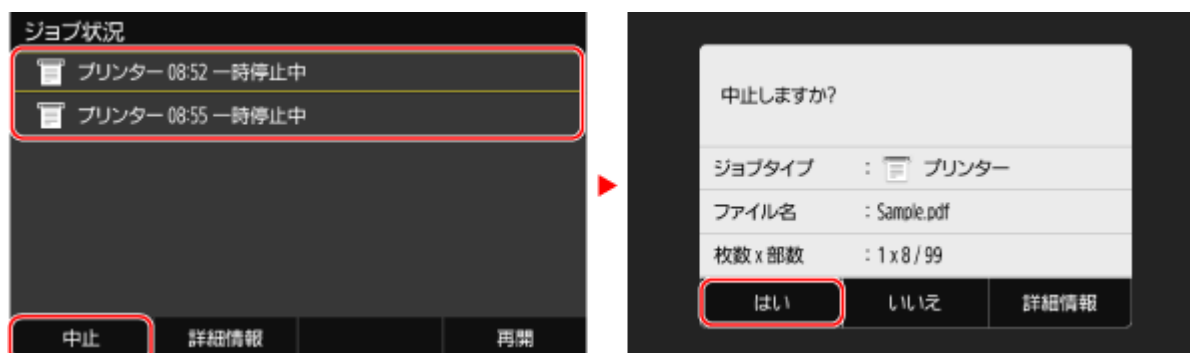 ジョブ状況
プリンター 08:52 一時停止中
プリンター 08:55 一時停止中
中止 詳細情報 再開
中止しますか?
ジョブタイプ : プリンター
ファイル名 : Sample.pdf
枚数 x 部数 : 1 x 8 / 99
はい いいえ 詳細情報